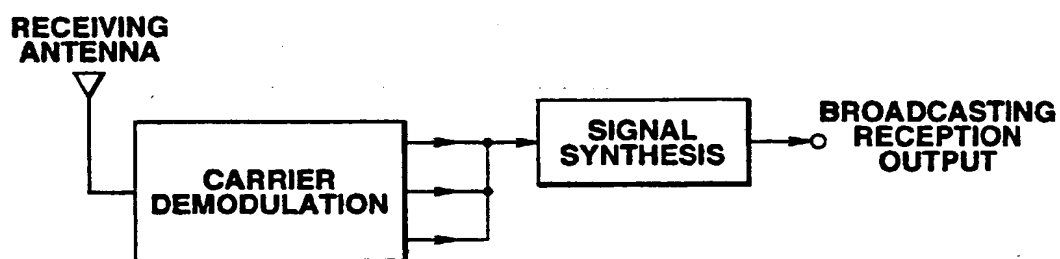 RECEIVING
ANTENNA
CARRIER
DEMODULATION
SIGNAL
SYNTHESIS
BROADCASTING
RECEPTION
OUTPUT